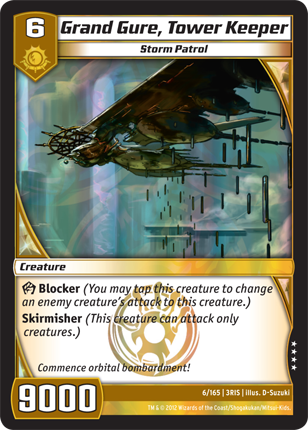 6
Grand Gure, Tower Keeper
Storm Patrol
Creature
Blocker (You may tap this creature to change
an enemy creature's attack to this creature.)
Skirmisher (This creature can attack only
creatures.)
Commence orbital bombardment!
9000
6/165 | 3RIS | illus. D-Suzuki
TM & © 2012 Wizards of the Coast/Shogakukan/Mitsui-Kids.